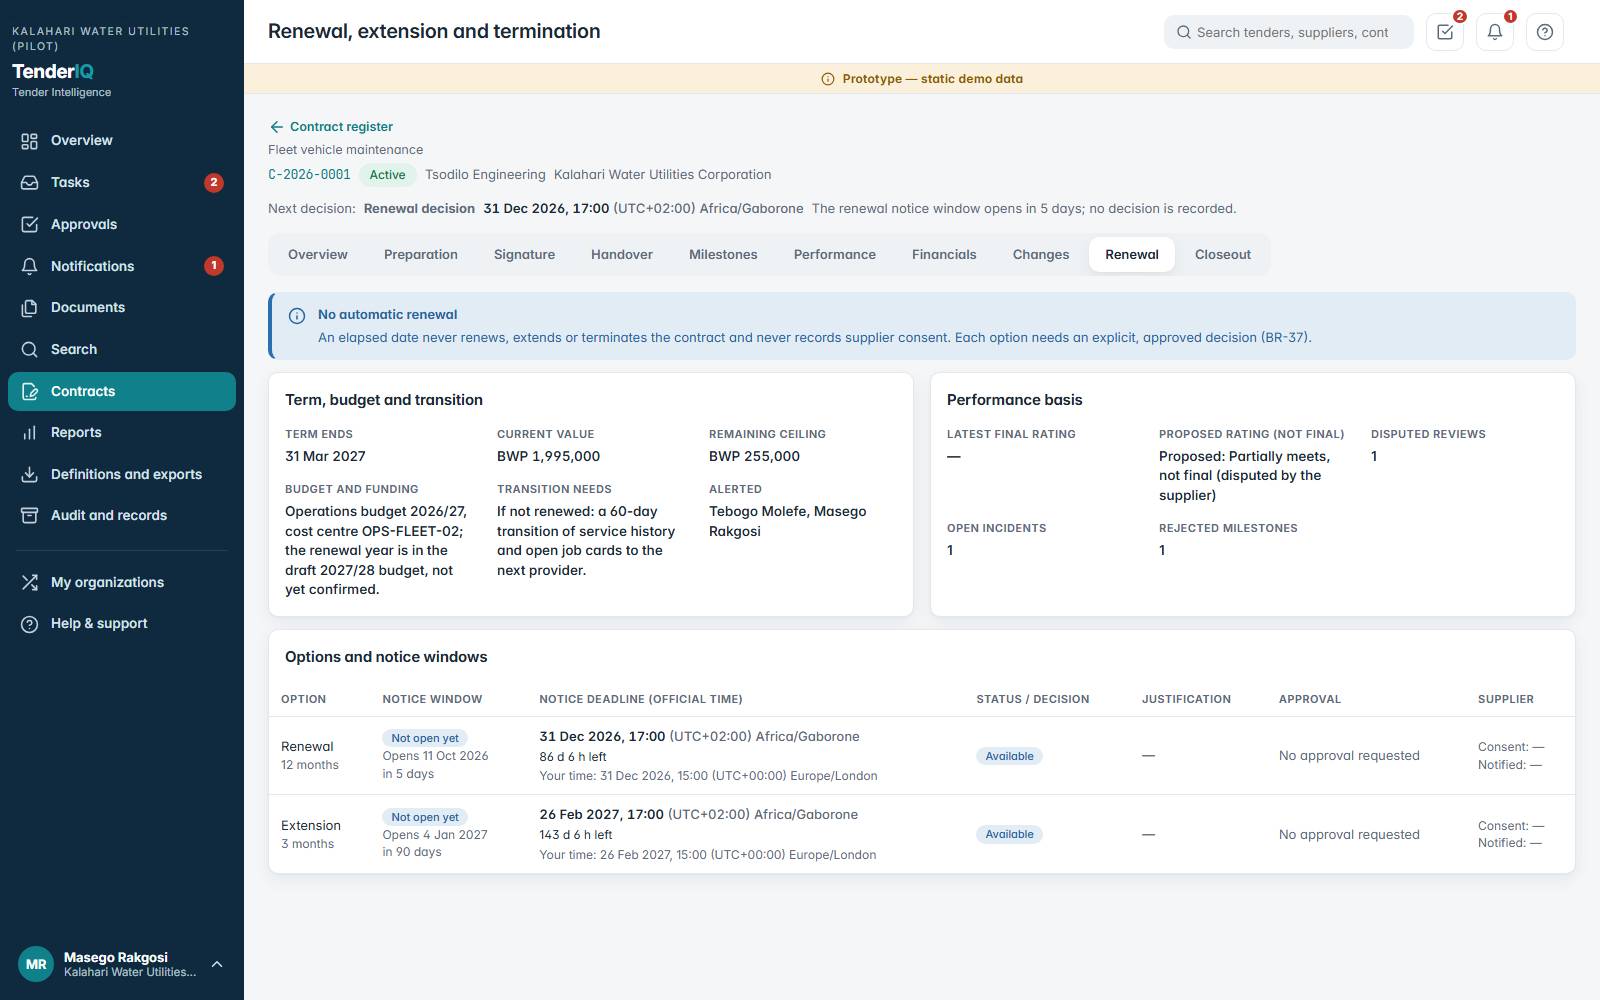 KALAHARI WATER UTILITIES
(PILOT)
TenderIQ
Tender Intelligence
Overview
Tasks 2
Approvals
Notifications 1
Documents
Search
Contracts
Reports
Definitions and exports
Audit and records
My organizations
Help & support
MR
Masego Rakgosi
Kalahari Water Utilities...
Renewal, extension and termination
Search tenders, suppliers, cont
2
1
Prototype — static demo data
Contract register
Fleet vehicle maintenance
C-2026-0001 Active Tsodilo Engineering Kalahari Water Utilities Corporation
Next decision: Renewal decision 31 Dec 2026, 17:00 (UTC+02:00) Africa/Gaborone The renewal notice window opens in 5 days; no decision is recorded.
Overview Preparation Signature Handover Milestones Performance Financials Changes Renewal Closeout
No automatic renewal
An elapsed date never renews, extends or terminates the contract and never records supplier consent. Each option needs an explicit, approved decision (BR-37).
Term, budget and transition
TERM ENDS
31 Mar 2027
CURRENT VALUE
BWP 1,995,000
REMAINING CEILING
BWP 255,000
BUDGET AND FUNDING
Operations budget 2026/27,
cost centre OPS-FLEET-02;
the renewal year is in the
draft 2027/28 budget, not
yet confirmed.
TRANSITION NEEDS
If not renewed: a 60-day
transition of service history
and open job cards to the
next provider.
ALERTED
Tebogo Molefe, Masego
Rakgosi
Performance basis
LATEST FINAL RATING
—
PROPOSED RATING (NOT FINAL)
Proposed: Partially meets,
not final (disputed by the
supplier)
DISPUTED REVIEWS
1
OPEN INCIDENTS
1
REJECTED MILESTONES
1
Options and notice windows
OPTION NOTICE WINDOW NOTICE DEADLINE (OFFICIAL TIME) STATUS / DECISION JUSTIFICATION APPROVAL SUPPLIER
Renewal
12 months
Not open yet
Opens 11 Oct 2026
in 5 days
31 Dec 2026, 17:00 (UTC+02:00) Africa/Gaborone
86 d 6 h left
Your time: 31 Dec 2026, 15:00 (UTC+00:00) Europe/London
Available
—
No approval requested
Consent: —
Notified: —
Extension
3 months
Not open yet
Opens 4 Jan 2027
in 90 days
26 Feb 2027, 17:00 (UTC+02:00) Africa/Gaborone
143 d 6 h left
Your time: 26 Feb 2027, 15:00 (UTC+00:00) Europe/London
Available
—
No approval requested
Consent: —
Notified: —